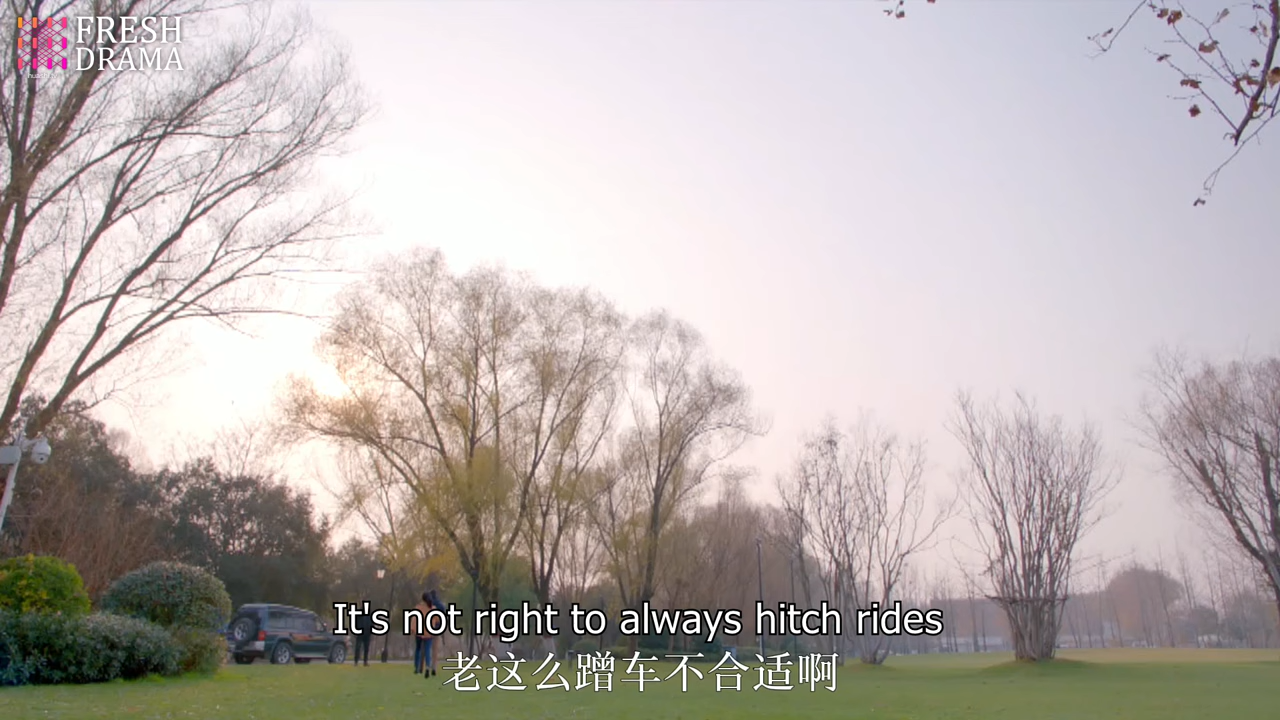 FRESH
DRAMA
It's not right to always hitch rides
老这么蹭车不合适啊